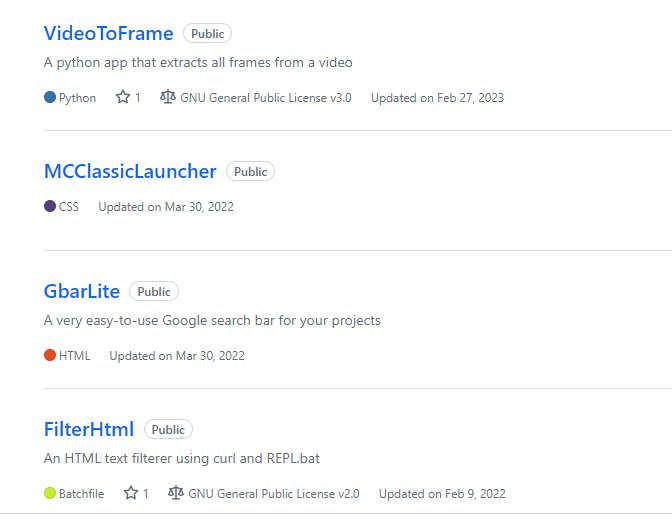 VideoToFrame Public
A python app that extracts all frames from a video
Python 1 GNU General Public License v3.0 Updated on Feb 27, 2023
MCClassicLauncher Public
CSS Updated on Mar 30, 2022
GbarLite Public
A very easy-to-use Google search bar for your projects
HTML Updated on Mar 30, 2022
FilterHtml Public
An HTML text filterer using curl and REPL.bat
Batchfile 1 GNU General Public License v2.0 Updated on Feb 9, 2022